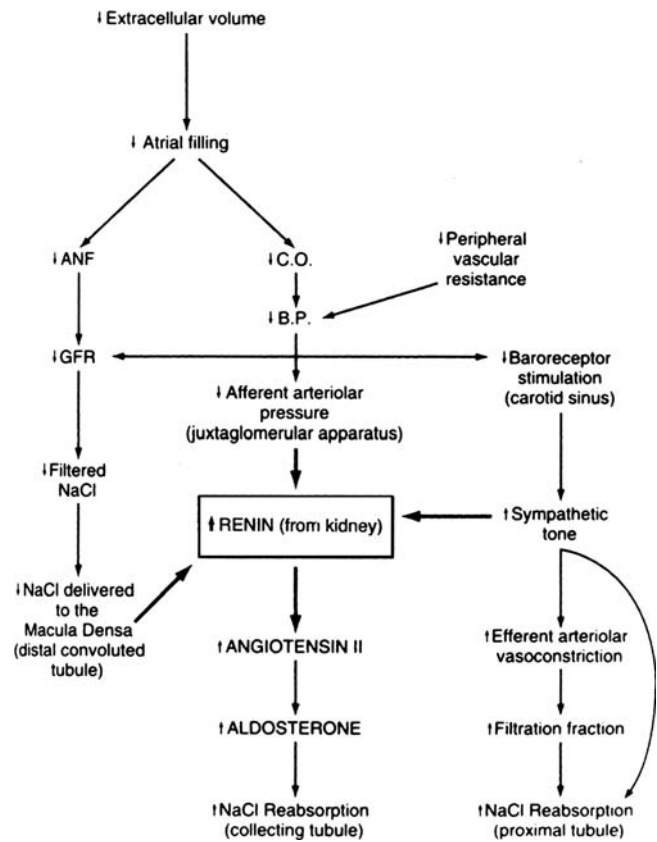 ↓Extracellular volume
↓ Atrial filling
↓ANF
↓C.O.
↓Peripheral
vascular
resistance
↓B.P.
↓GFR
↓Baroreceptor
stimulation
(carotid sinus)
↓ Afferent arteriolar
pressure
(juxtaglomerular apparatus)
↓Filtered
NaCl
↑RENIN (from kidney)
↑Sympathetic
tone
↓NaCl delivered
to the
Macula Densa
(distal convoluted
tubule)
↑ANGIOTENSIN II
↑Efferent arteriolar
vasoconstriction
↑ALDOSTERONE
↑Filtration fraction
↑NaCl Reabsorption
(collecting tubule)
↑NaCl Reabsorption
(proximal tubule)